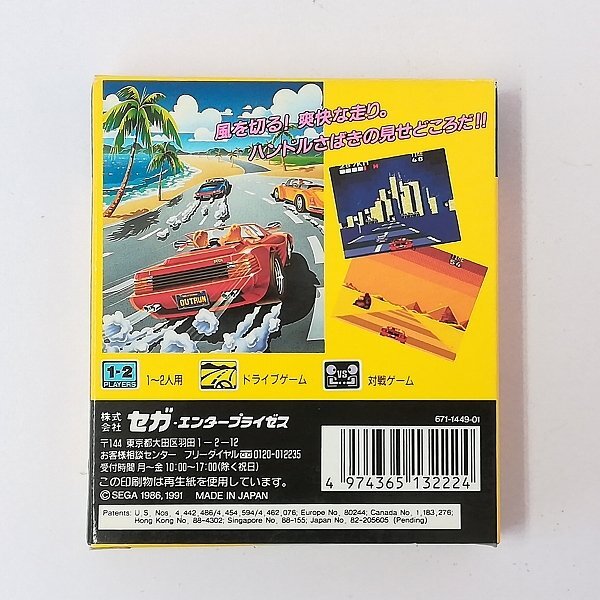 風を切る! 爽快な走り。
ハンドルさばきの見せどころだ!!
OUTRUN
1-2
PLAYERS
1〜2人用
ドライブゲーム
VS
対戦ゲーム
株式会社 セガ・エンタープライゼス
671-1449-01
〒144 東京都大田区羽田1-2-12
お客様相談センター フリーダイヤル 0120-012235
受付時間 月〜金 10:00〜17:00(除く祝日)
この印刷物は再生紙を使用しています。
©SEGA 1986,1991 MADE IN JAPAN
4 974365 132224
Patents: U.S. Nos. 4,442,486/4,454,594/4,462,076; Europe No. 80244; Canada No. 1,183,276;
Hong Kong No. 88-4302; Singapore No. 88-155; Japan No. 82-205605 (Pending)